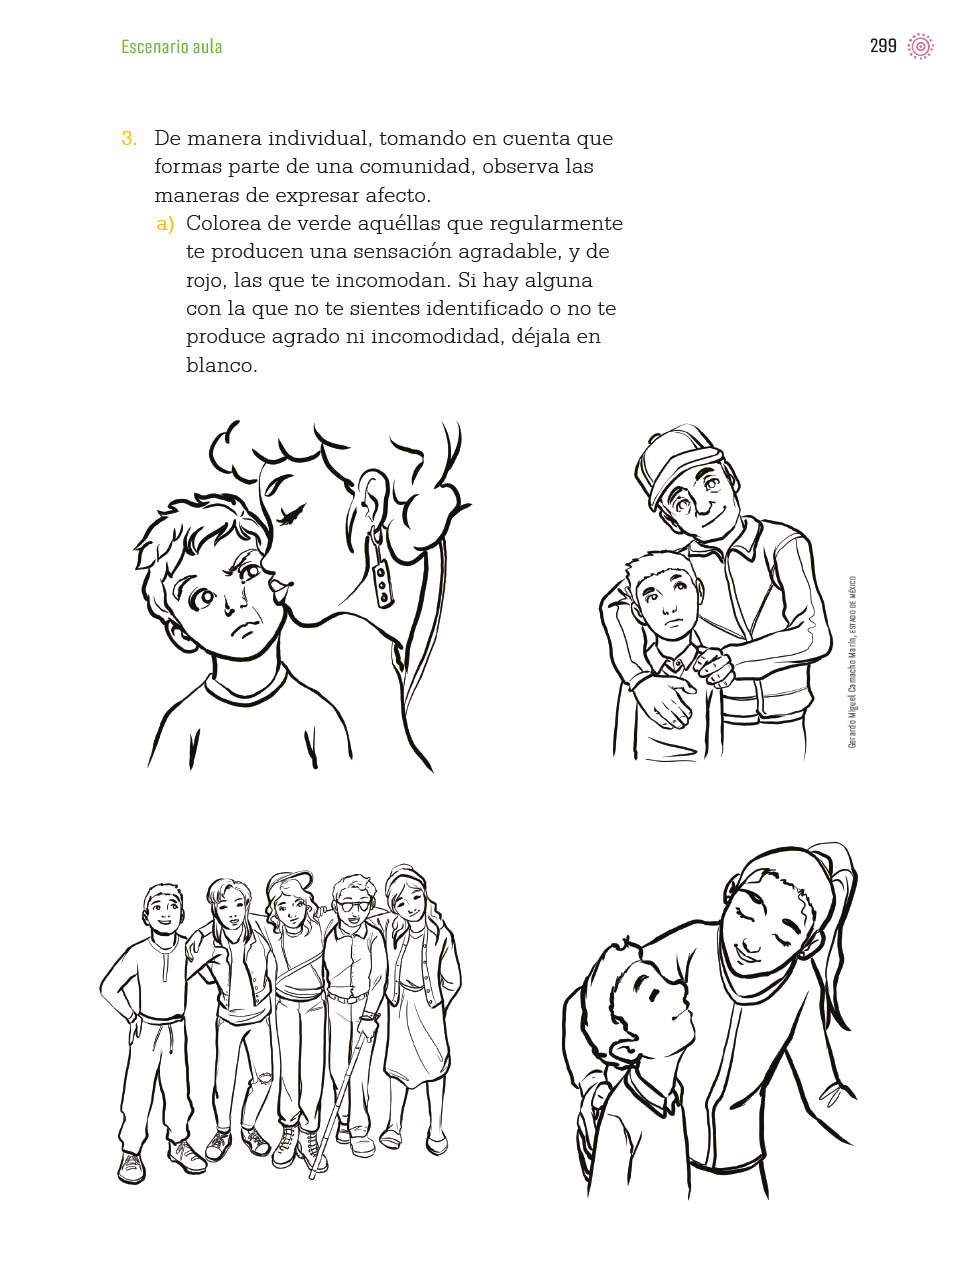 Escenario aula
299
3. De manera individual, tomando en cuenta que
formas parte de una comunidad, observa las
maneras de expresar afecto.
a) Colorea de verde aquéllas que regularmente
te producen una sensación agradable, y de
rojo, las que te incomodan. Si hay alguna
con la que no te sientes identificado o no te
produce agrado ni incomodidad, déjala en
blanco.
Gerardo Miguel Camacho Marín, ESTADO DE MÉXICO